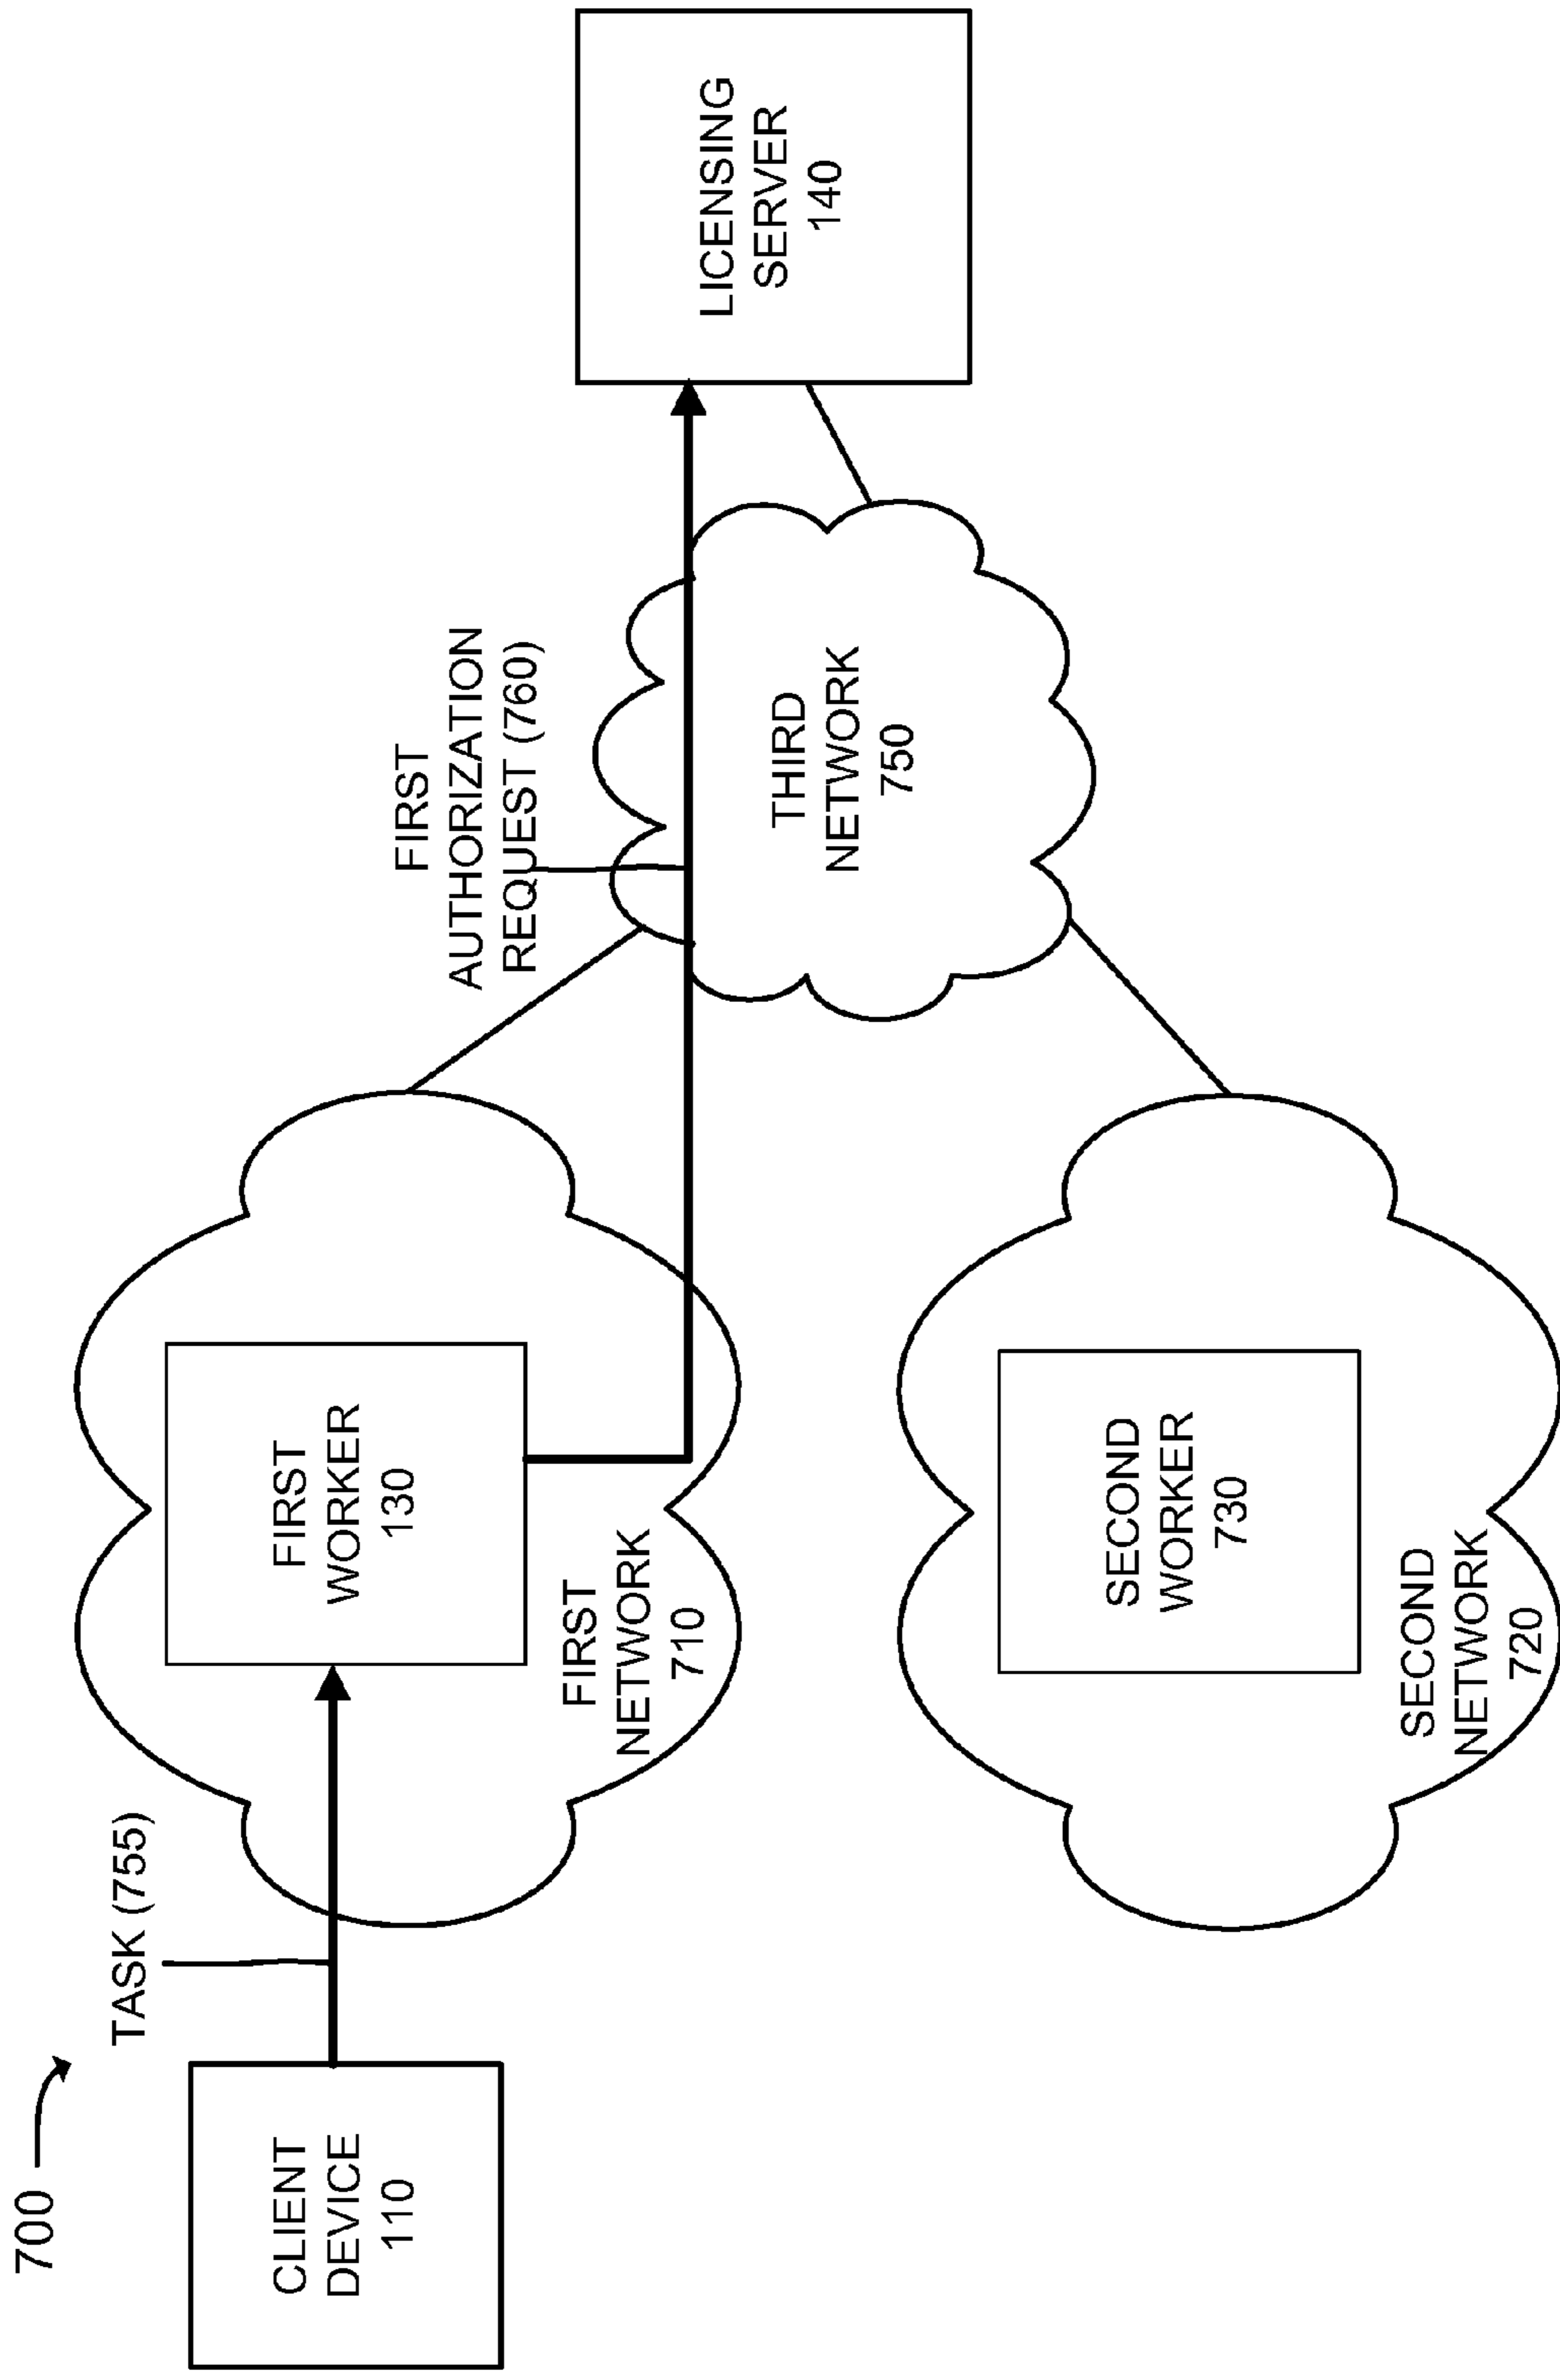 700
TASK (755)
CLIENT
DEVICE
110
FIRST
WORKER
130
FIRST
NETWORK
710
FIRST
AUTHORIZATION
REQUEST (760)
THIRD
NETWORK
750
LICENSING
SERVER
140
SECOND
WORKER
730
SECOND
NETWORK
720